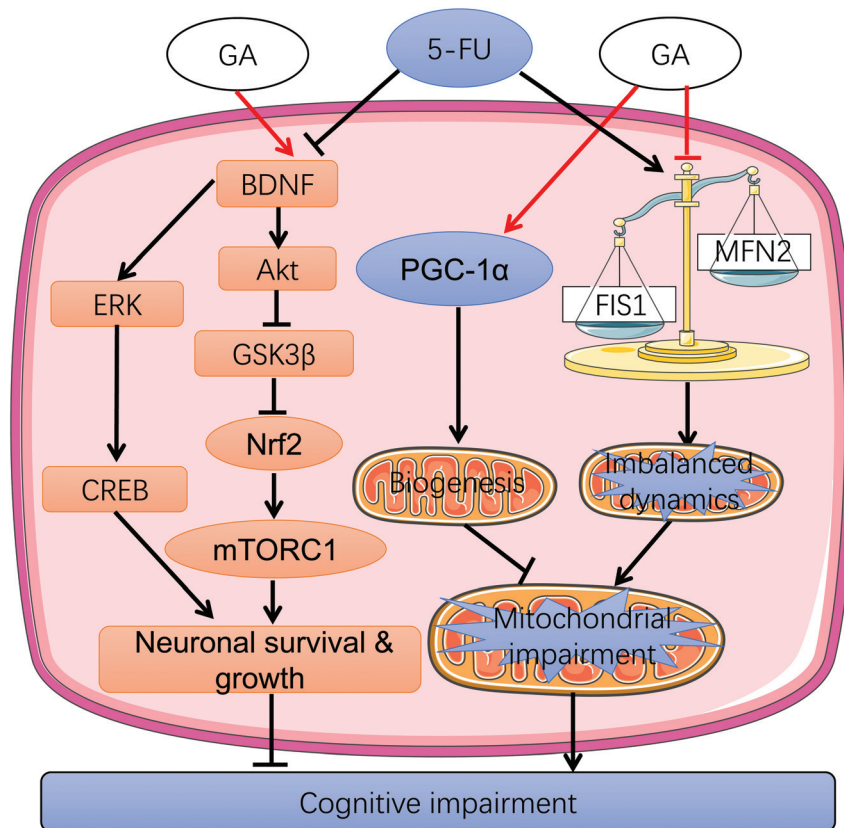 GA
5-FU
GA
BDNF
Akt
ERK
GSK3β
Nrf2
CREB
mTORC1
Neuronal survival &
growth
PGC-1α
MFN2
FIS1
Biogenesis
Imbalanced
dynamics
Mitochondrial
impairment
Cognitive impairment